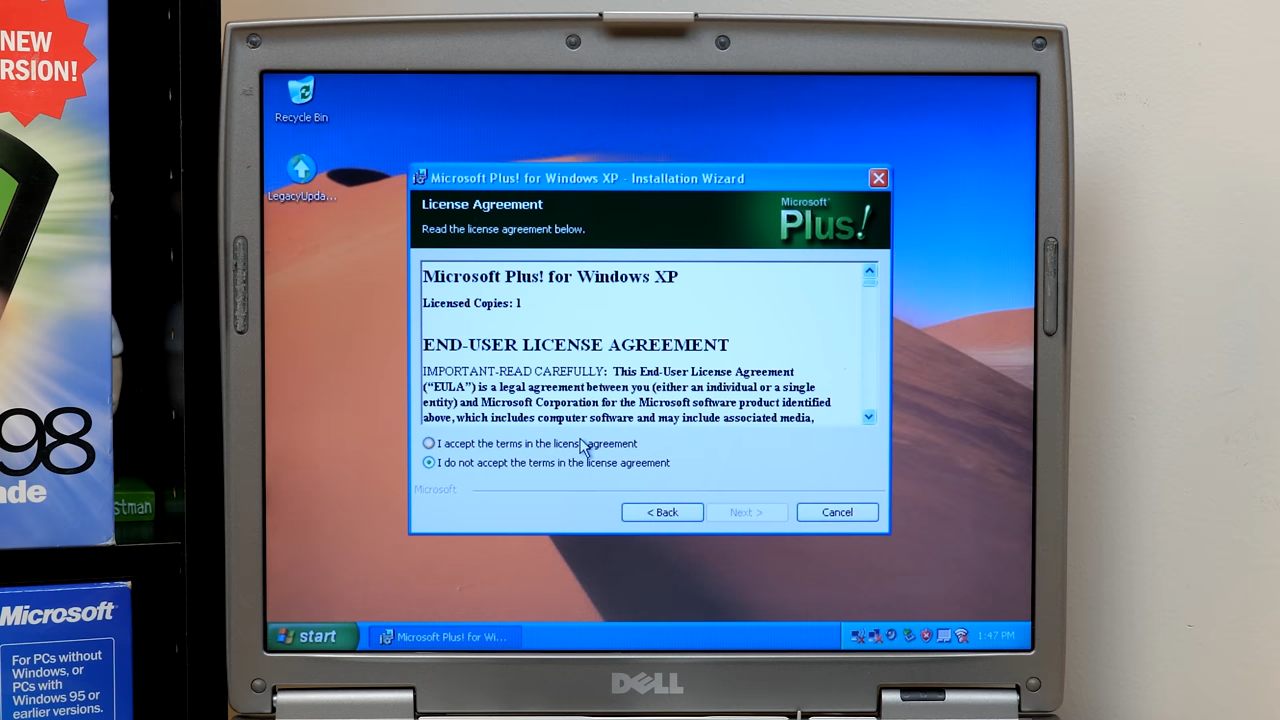 NEW
RSION!
98
de
stman
Microsoft
For PCs without
Windows, or
PCs with
Windows 95 or
earlier versions.
Recycle Bin
LegacyUpda...
Microsoft Plus! for Windows XP - Installation Wizard
License Agreement
Read the license agreement below.
Microsoft
Plus!
Microsoft Plus! for Windows XP
Licensed Copies: 1
END-USER LICENSE AGREEMENT
IMPORTANT-READ CAREFULLY: This End-User License Agreement
(“EULA”) is a legal agreement between you (either an individual or a single
entity) and Microsoft Corporation for the Microsoft software product identified
above, which includes computer software and may include associated media,
I accept the terms in the license agreement
I do not accept the terms in the license agreement
Microsoft
< Back
Next >
Cancel
start
Microsoft Plus! for Wi...
1:47 PM
DELL